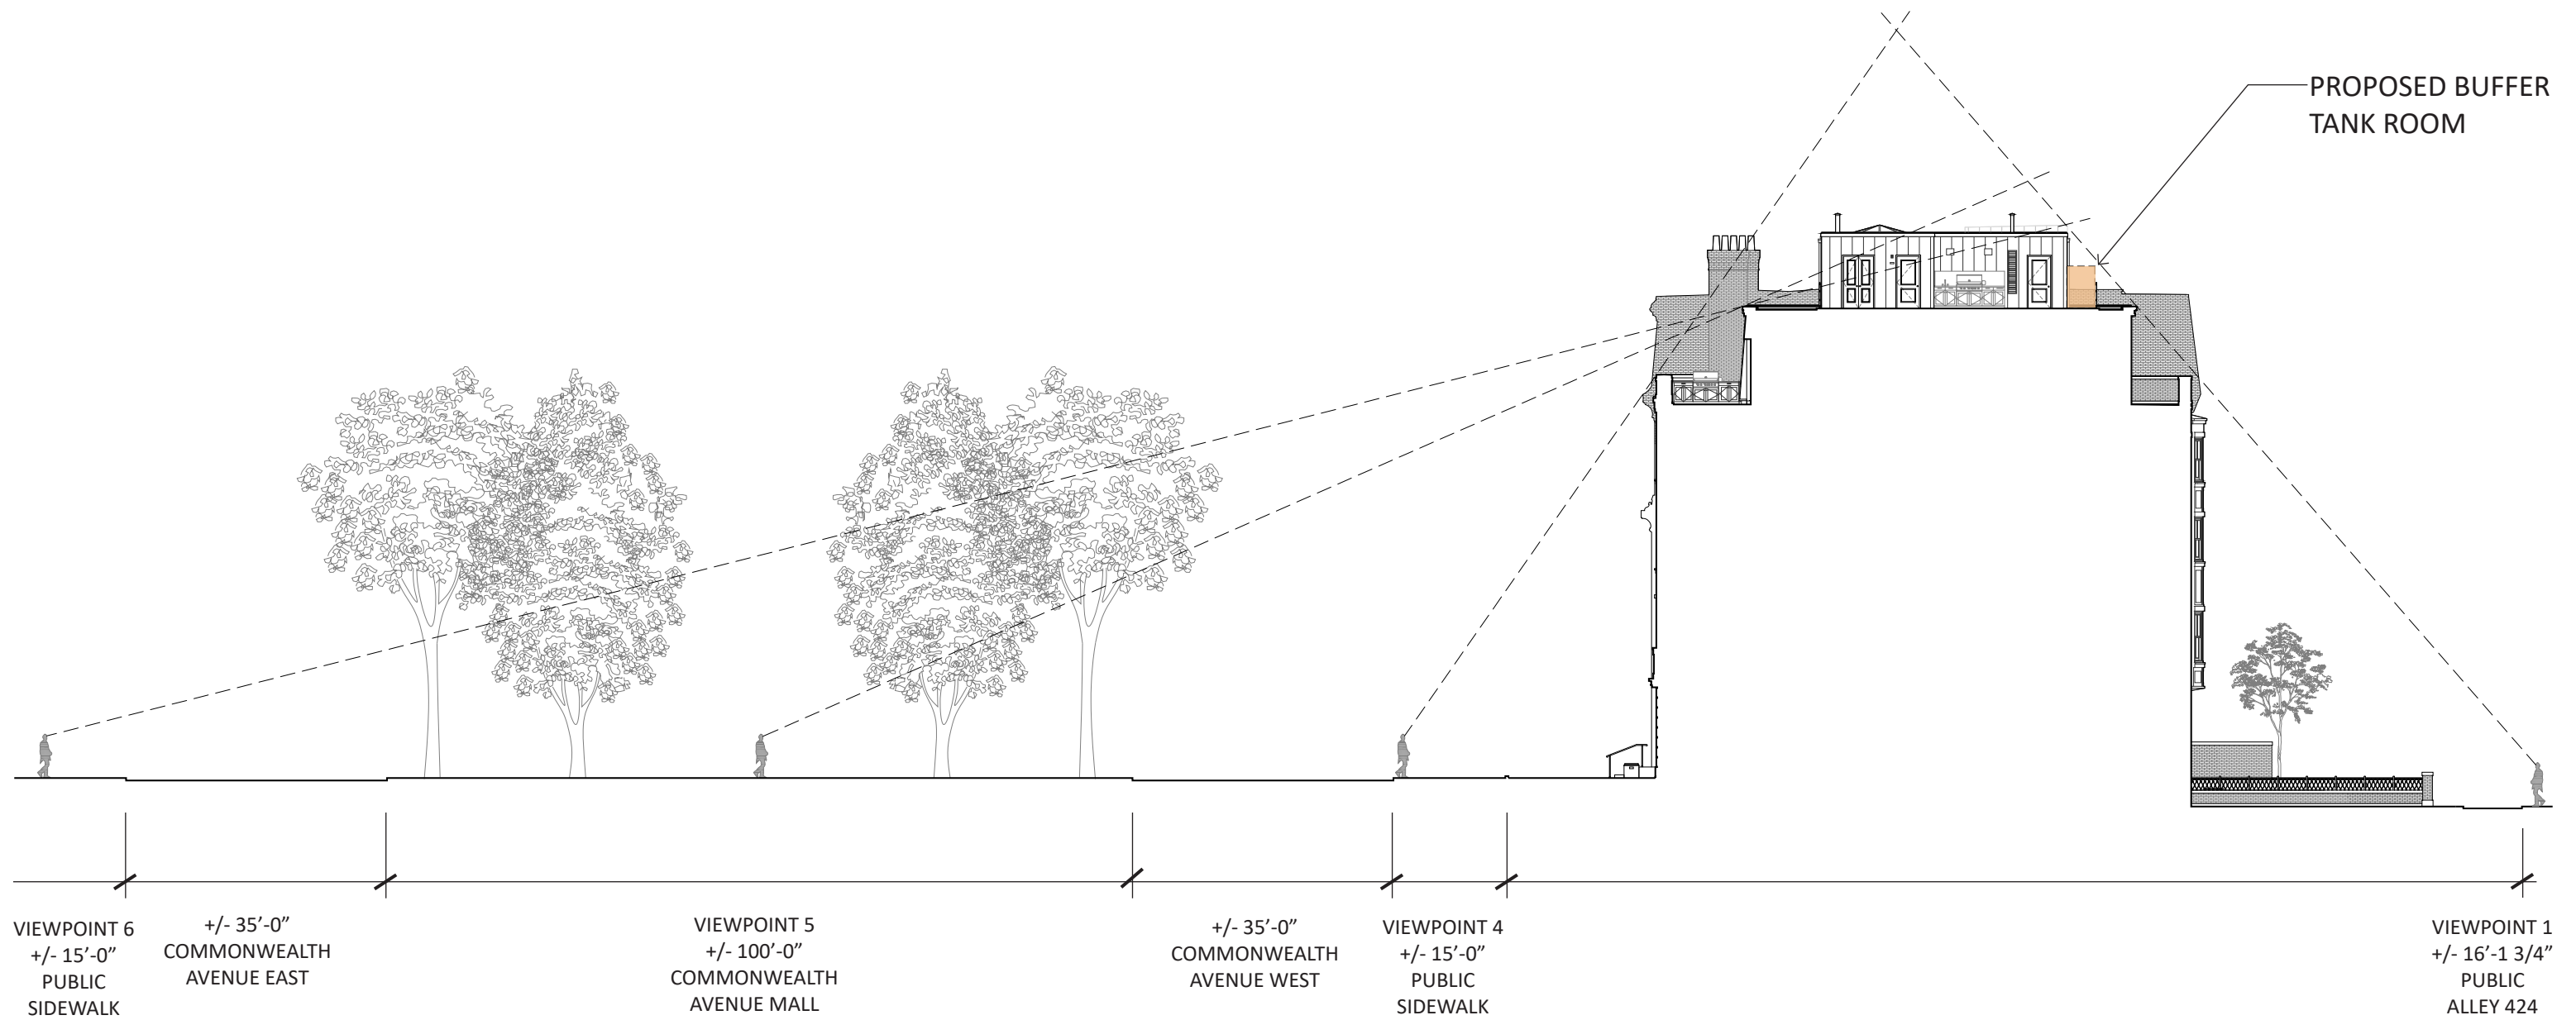 PROPOSED BUFFER
TANK ROOM
VIEWPOINT 6
+/- 15’-0”
PUBLIC
SIDEWALK
+/- 35’-0”
COMMONWEALTH
AVENUE EAST
VIEWPOINT 5
+/- 100’-0”
COMMONWEALTH
AVENUE MALL
+/- 35’-0”
COMMONWEALTH
AVENUE WEST
VIEWPOINT 4
+/- 15’-0”
PUBLIC
SIDEWALK
VIEWPOINT 1
+/- 16’-1 3/4”
PUBLIC
ALLEY 424